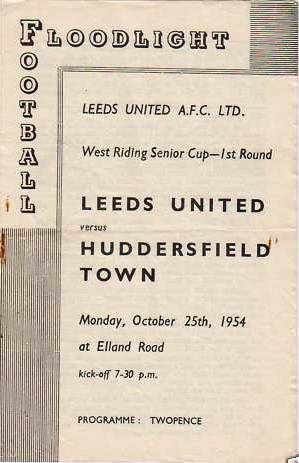 FLOODLIGHT
FOOTBALL
LEEDS UNITED A.F.C. LTD.
West Riding Senior Cup—1st Round
LEEDS UNITED
versus
HUDDERSFIELD
TOWN
Monday, October 25th, 1954
at Elland Road
kick-off 7-30 p.m.
PROGRAMME : TWOPENCE